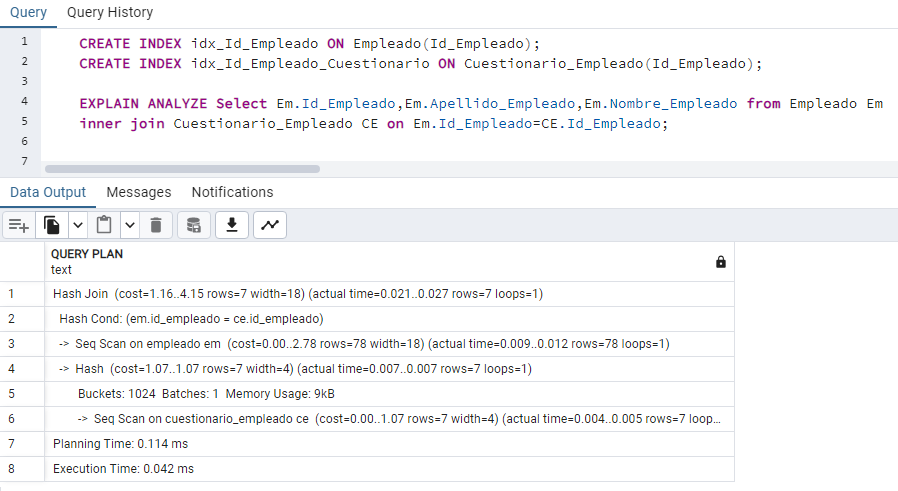 Query Query History
1 CREATE INDEX idx_Id_Empleado ON Empleado(Id_Empleado);
2 CREATE INDEX idx_Id_Empleado_Cuestionario ON Cuestionario_Empleado(Id_Empleado);
3
4 EXPLAIN ANALYZE Select Em.Id_Empleado,Em.Apellido_Empleado,Em.Nombre_Empleado from Empleado Em
5 inner join Cuestionario_Empleado CE on Em.Id_Empleado=CE.Id_Empleado;
6
7
Data Output Messages Notifications
QUERY PLAN
text
1 Hash Join (cost=1.16..4.15 rows=7 width=18) (actual time=0.021..0.027 rows=7 loops=1)
2 Hash Cond: (em.id_empleado = ce.id_empleado)
3 -> Seq Scan on empleado em (cost=0.00..2.78 rows=78 width=18) (actual time=0.009..0.012 rows=78 loops=1)
4 -> Hash (cost=1.07..1.07 rows=7 width=4) (actual time=0.007..0.007 rows=7 loops=1)
5 Buckets: 1024 Batches: 1 Memory Usage: 9kB
6 -> Seq Scan on cuestionario_empleado ce (cost=0.00..1.07 rows=7 width=4) (actual time=0.004..0.005 rows=7 loop...
7 Planning Time: 0.114 ms
8 Execution Time: 0.042 ms